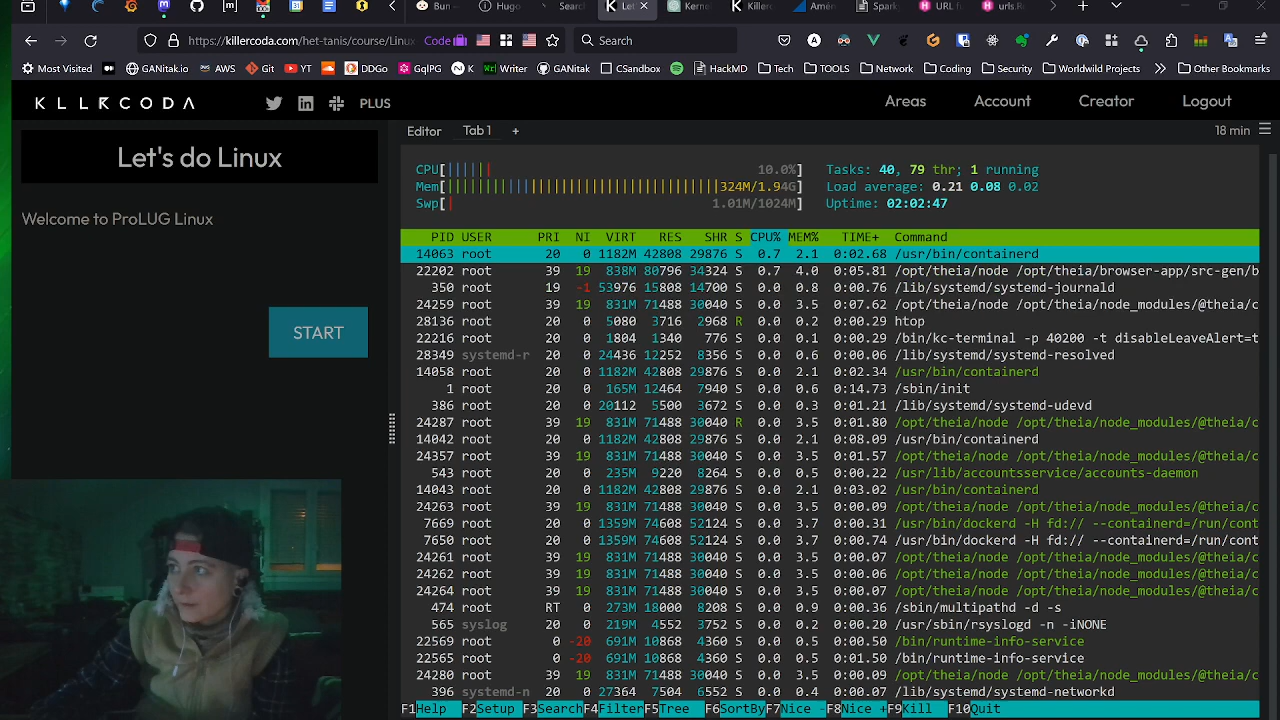 Bin
Hugo
Searc
Let
Kernel
Killerc
Amée
Search
URL fu
urls.Re
https://killercoda.com/het-tanis/course/Linux
Code
Search
Most Visited
GANitak.io
AWS
GIT
YT
DDGo
GqlPG
N K
Writer
GANitak
HackMD
Tech
TOOLS
Networking
Coding
Security
Workspaces
Other Bookmarks
KLLRCODA
PLUS
Areas Account Creator Logout
Editor Tab 1 +
18 min
Let's do Linux
Welcome to ProLUG Linux
START
CPU[|||||| 10.0%] Tasks: 40, 79 thr; 1 running
Mem[||||||||||||||||||||||||||||||||||324M/1.94G] Load average: 0.21 0.08 0.02
Swp[| 1.01M/1024M] Uptime: 02:02:47
PID USER PRI NI VIRT RES SHR S CPU% MEM% TIME+ Command
14063 root 20 0 1182M 42808 29876 S 0.7 2.1 0:02.68 /usr/bin/containerd
22202 root 39 19 838M 80796 34324 S 0.7 4.0 0:05.81 /opt/theia/node /opt/theia/browser-app/src-gen/b
350 root 19 -1 53976 15808 14700 S 0.0 0.8 0:00.76 /lib/systemd/systemd-journald
24259 root 39 19 831M 71488 30040 S 0.0 3.5 0:07.62 /opt/theia/node /opt/theia/node_modules/@theia/c
28136 root 20 0 5080 3716 2968 R 0.0 0.2 0:00.29 htop
22216 root 20 0 1804 1340 776 S 0.0 0.1 0:00.29 /bin/kc-terminal -p 40200 -t disableLeaveAlert=t
28349 systemd-r 20 0 24436 12252 8356 S 0.0 0.6 0:00.06 /lib/systemd/systemd-resolved
14058 root 20 0 1182M 42808 29876 S 0.0 2.1 0:02.34 /usr/bin/containerd
1 root 20 0 165M 12464 7940 S 0.0 0.6 0:14.73 /sbin/init
386 root 20 0 20112 5500 3672 S 0.0 0.3 0:01.21 /lib/systemd/systemd-udevd
24287 root 39 19 831M 71488 30040 R 0.0 3.5 0:01.80 /opt/theia/node /opt/theia/node_modules/@theia/c
14042 root 20 0 1182M 42808 29876 S 0.0 2.1 0:08.09 /usr/bin/containerd
24357 root 39 19 831M 71488 30040 S 0.0 3.5 0:01.57 /opt/theia/node /opt/theia/node_modules/@theia/c
543 root 20 0 235M 9220 8264 S 0.0 0.5 0:00.22 /usr/lib/accountsservice/accounts-daemon
14043 root 20 0 1182M 42808 29876 S 0.0 2.1 0:03.02 /usr/bin/containerd
24263 root 39 19 831M 71488 30040 S 0.0 3.5 0:00.06 /opt/theia/node /opt/theia/node_modules/@theia/c
7069 root 20 0 1359M 74608 52124 S 0.0 3.7 0:00.31 /usr/bin/dockerd -H fd:// --containerd=/run/cont
7650 root 20 0 1359M 74608 52124 S 0.0 3.7 0:00.74 /usr/bin/dockerd -H fd:// --containerd=/run/cont
24261 root 39 19 831M 71488 30040 S 0.0 3.5 0:00.07 /opt/theia/node /opt/theia/node_modules/@theia/c
24262 root 39 19 831M 71488 30040 S 0.0 3.5 0:00.06 /opt/theia/node /opt/theia/node_modules/@theia/c
24264 root 39 19 831M 71488 30040 S 0.0 3.5 0:00.07 /opt/theia/node /opt/theia/node_modules/@theia/c
474 root RT 0 273M 18000 8208 S 0.0 0.9 0:00.36 /sbin/multipathd -d -s
565 syslog 20 0 219M 4552 3752 S 0.0 0.2 0:00.20 /usr/sbin/rsyslogd -n -iNONE
22569 root 0 -20 691M 10868 4360 S 0.0 0.5 0:00.50 /bin/runtime-info-service
22565 root 0 -20 691M 10868 4360 S 0.0 0.5 0:00.50 /bin/runtime-info-service
24280 root 39 19 831M 71488 30040 S 0.0 3.5 0:00.09 /opt/theia/node /opt/theia/node_modules/@theia/c
396 systemd-n 20 0 27364 7504 6552 S 0.0 0.4 0:00.07 /lib/systemd/systemd-networkd
F1Help F2Setup F3SearchF4FilterF5Tree F6SortByF7Nice -F8Nice +F9Kill F10Quit